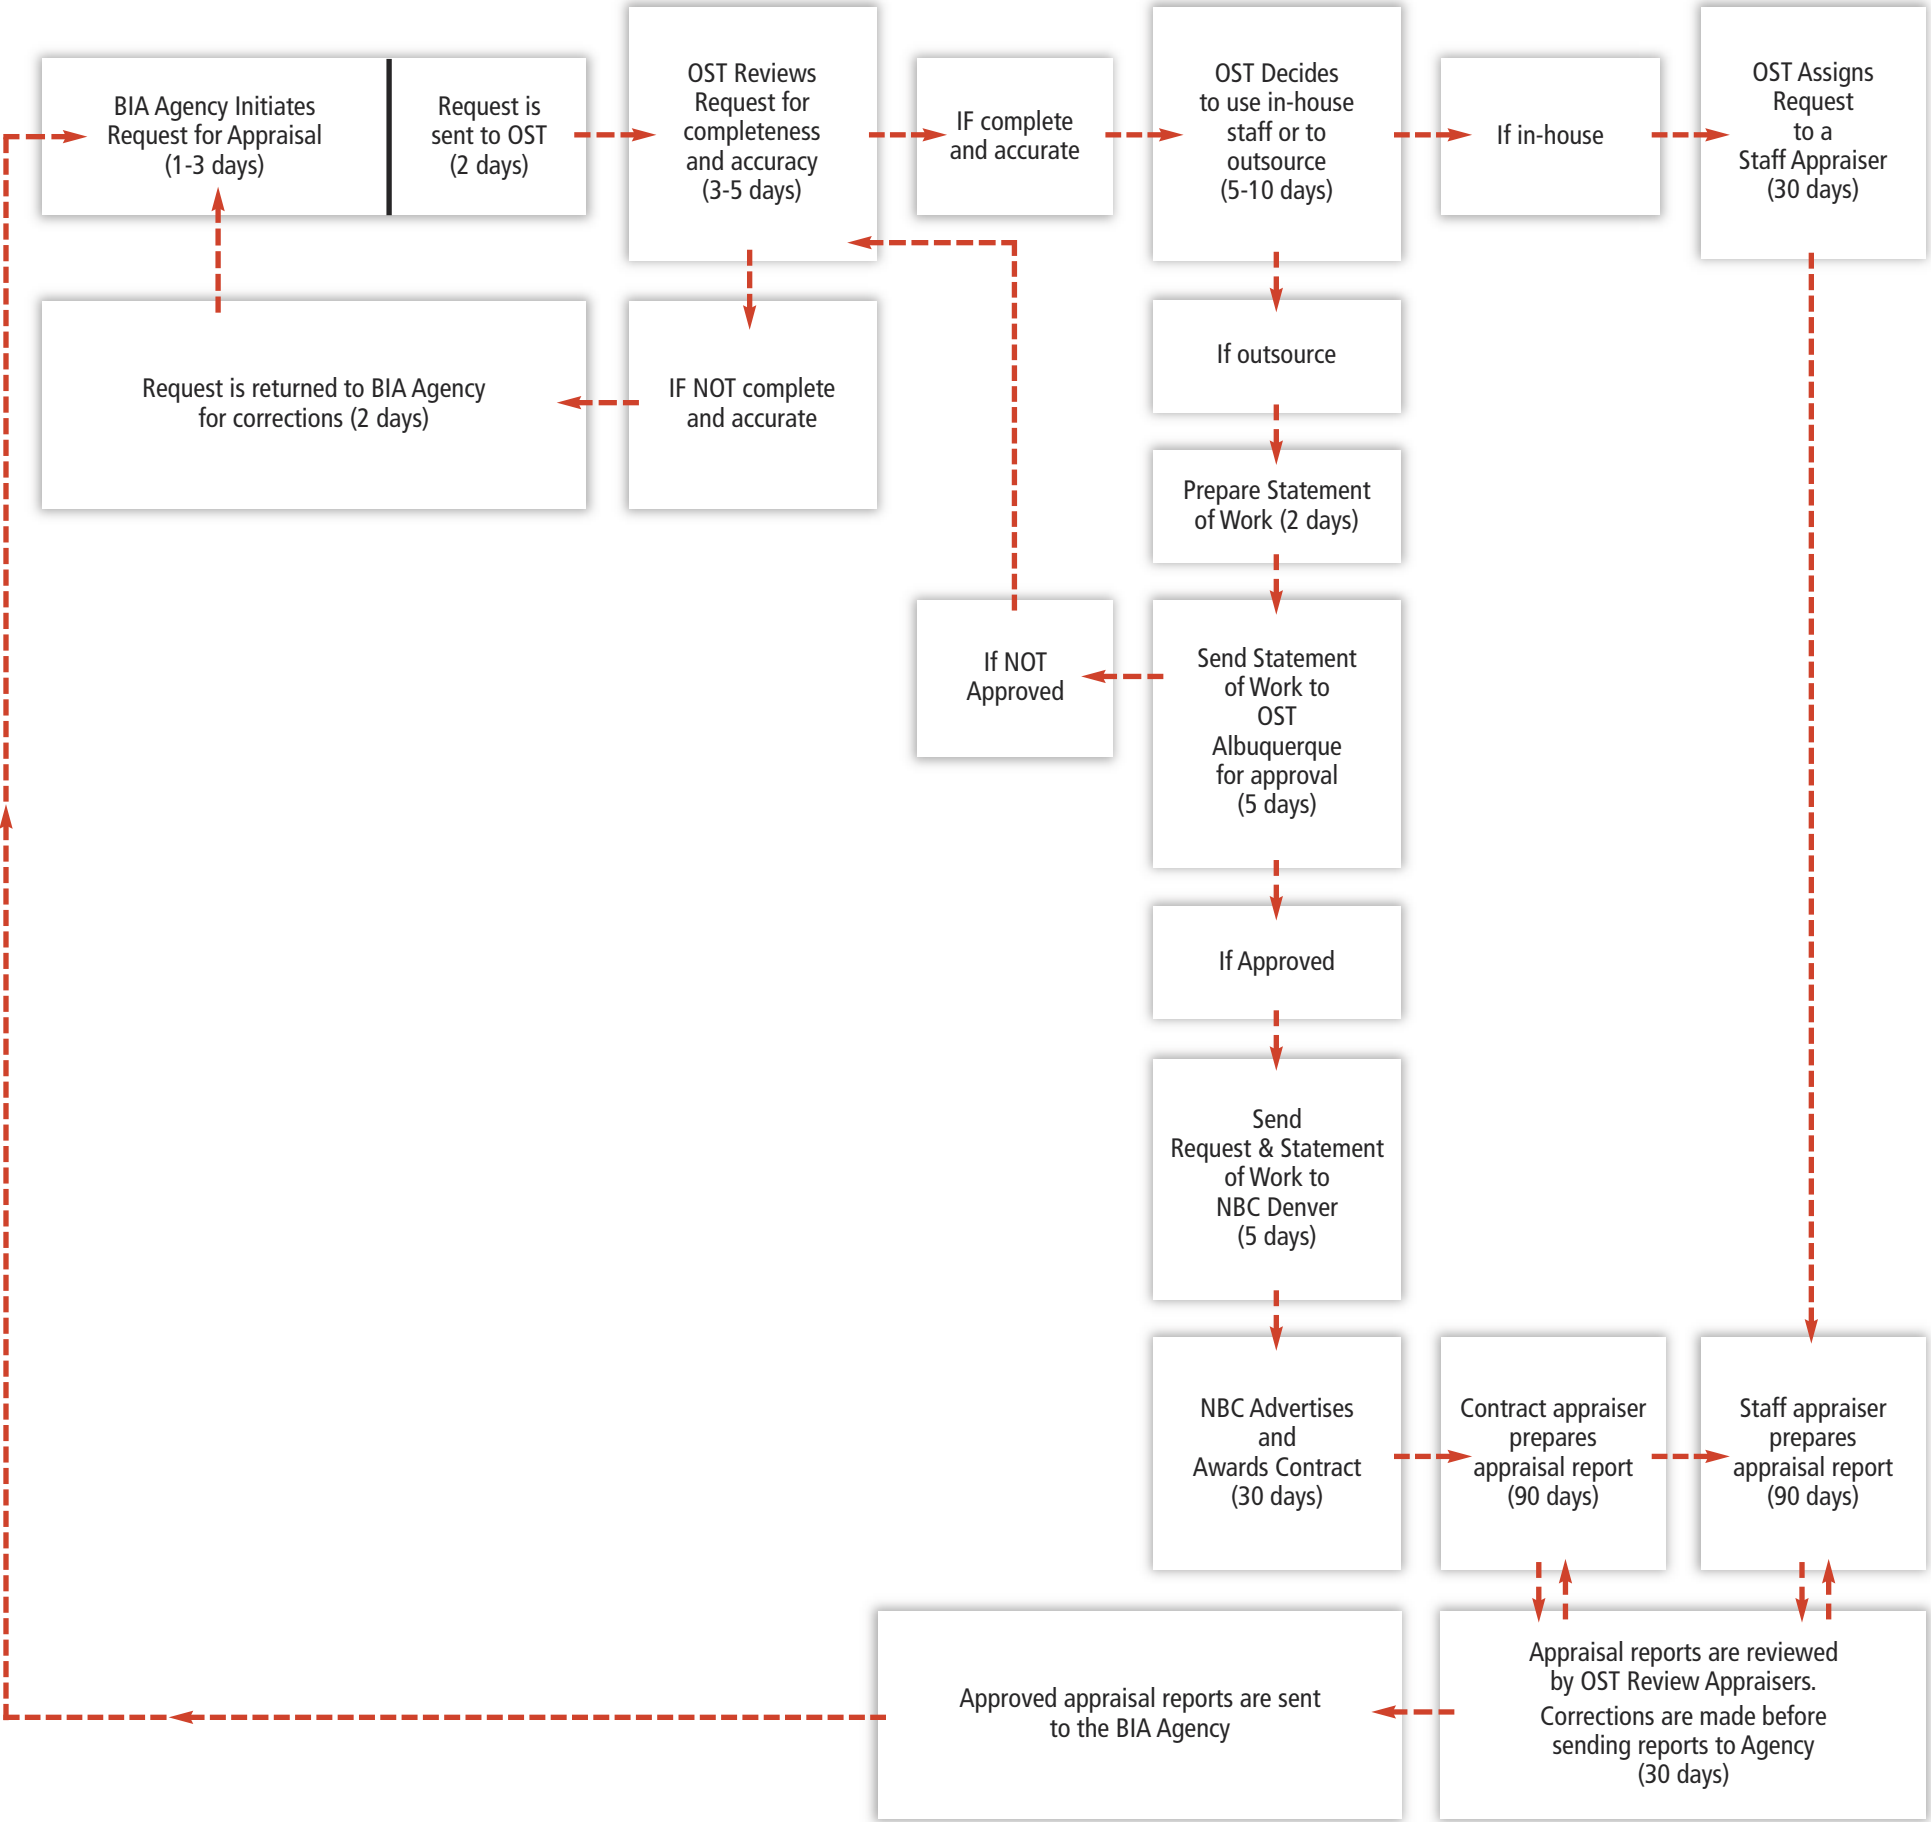 BIA Agency Initiates
Request for Appraisal
(1-3 days)
Request is
sent to OST
(2 days)
OST Reviews
Request for
completeness
and accuracy
(3-5 days)
IF complete
and accurate
OST Decides
to use in-house
staff or to
outsource
(5-10 days)
If in-house
OST Assigns
Request
to a
Staff Appraiser
(30 days)
Request is returned to BIA Agency
for corrections (2 days)
IF NOT complete
and accurate
If outsource
Prepare Statement
of Work (2 days)
If NOT
Approved
Send Statement
of Work to
OST
Albuquerque
for approval
(5 days)
If Approved
Send
Request & Statement
of Work to
NBC Denver
(5 days)
NBC Advertises
and
Awards Contract
(30 days)
Contract appraiser
prepares
appraisal report
(90 days)
Staff appraiser
prepares
appraisal report
(90 days)
Approved appraisal reports are sent
to the BIA Agency
Appraisal reports are reviewed
by OST Review Appraisers.
Corrections are made before
sending reports to Agency
(30 days)